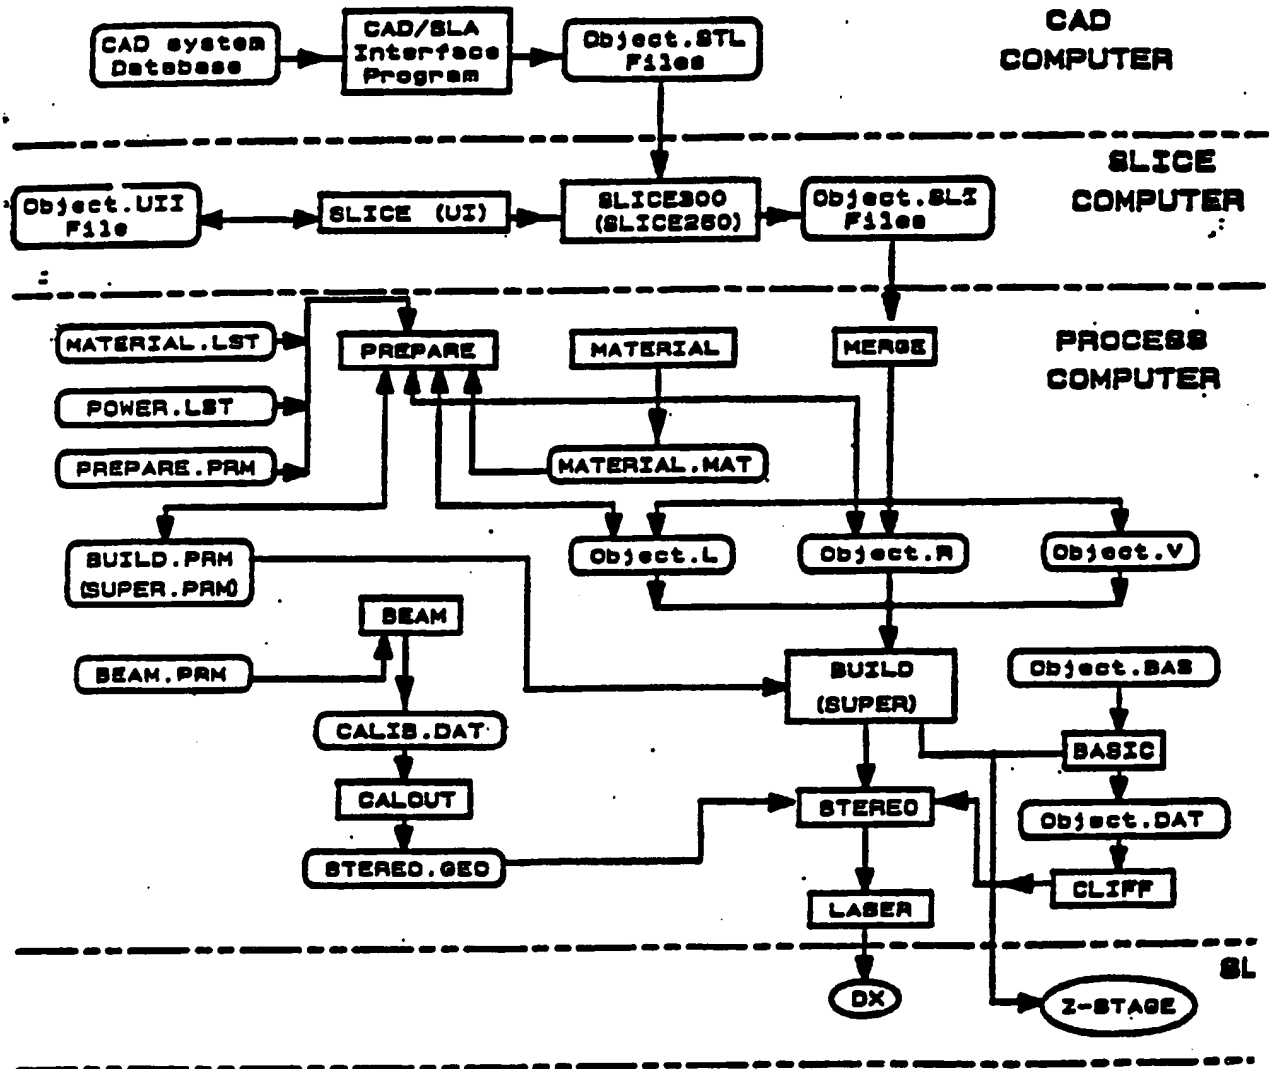 CAD system
Database
CAD/SLA
Interface
Program
Object.STL
Files
CAD
COMPUTER
SLICE
COMPUTER
Object.UII
File
SLICE (UI)
SLICE300
(SLICE250)
Object.SLI
Files
PROCESS
COMPUTER
MATERIAL.LST
PREPARE
MATERIAL
MERGE
POWER.LST
PREPARE.PRM
MATERIAL.MAT
BUILD.PRM
(SUPER.PRM)
Object.L
Object.R
Object.V
BEAM
BEAM.PRM
BUILD
(SUPER)
Object.BAS
CALIB.DAT
BASIC
CALOUT
STEREO
Object.DAT
STEREO.GEO
CLIFF
LASER
SL
DX
Z-STAGE